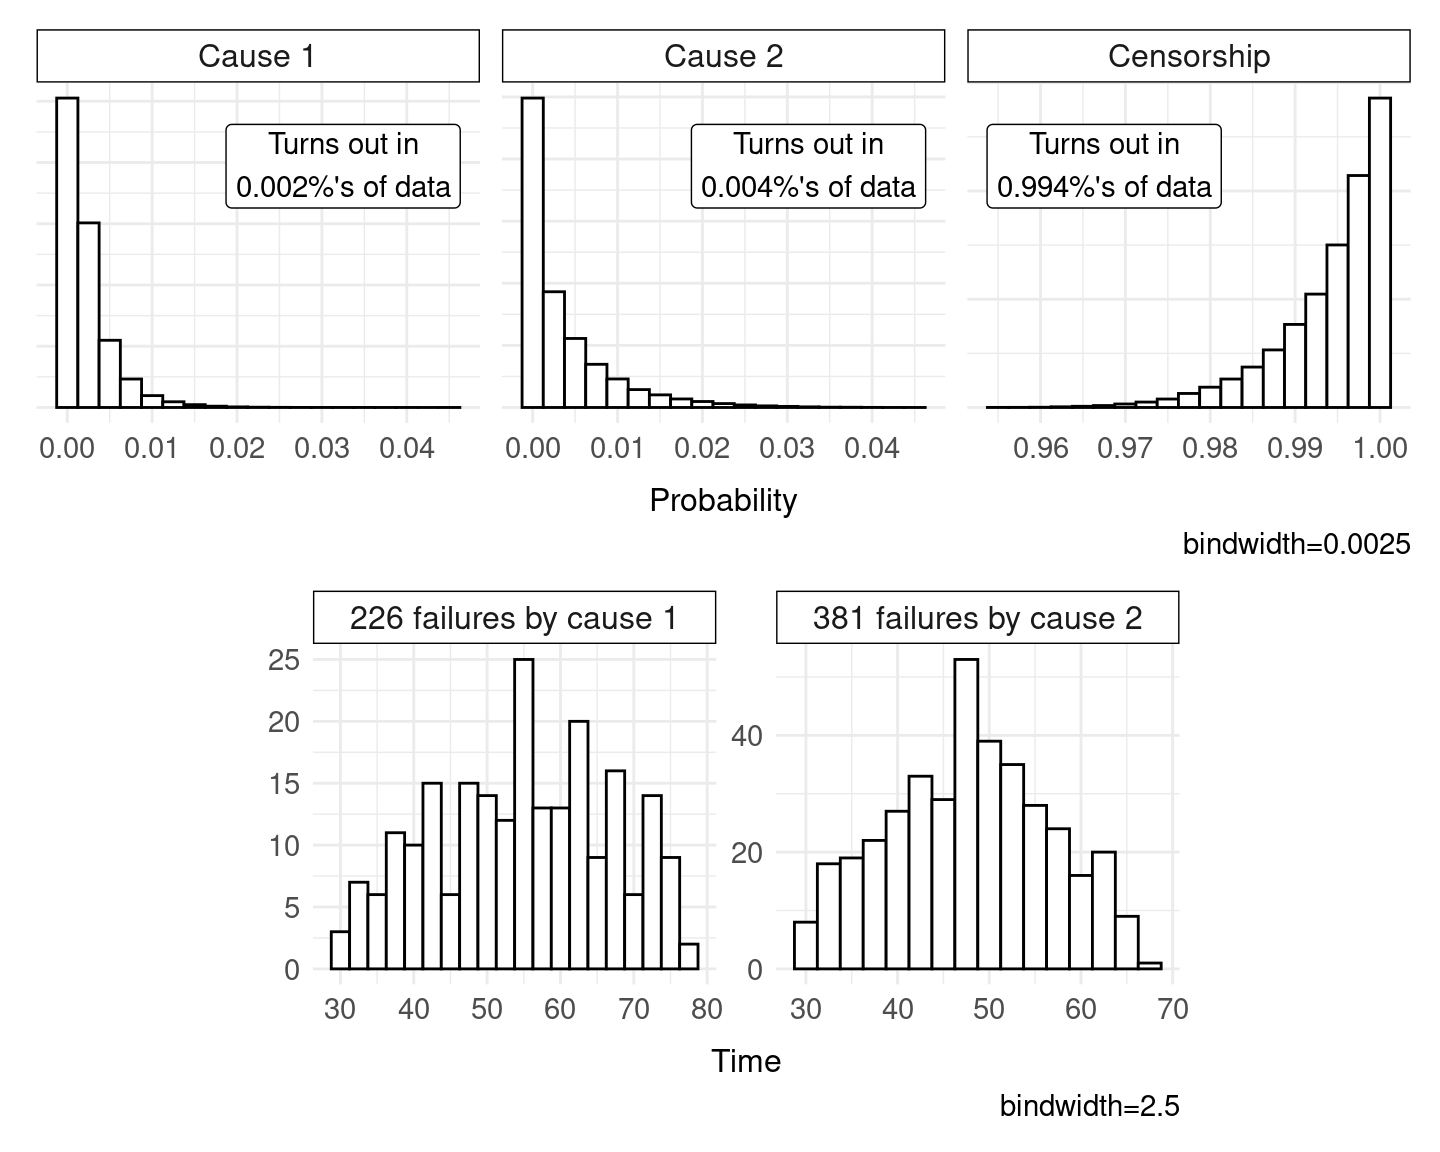 Cause 1
Cause 2
Censorship
Turns out in
0.002%'s of data
Turns out in
0.004%'s of data
Turns out in
0.994%'s of data
0.00 0.01 0.02 0.03 0.04
0.00 0.01 0.02 0.03 0.04
0.96 0.97 0.98 0.99 1.00
Probability
bindwidth=0.0025
226 failures by cause 1
381 failures by cause 2
25
20
15
10
5
0
40
20
0
30 40 50 60 70 80
30 40 50 60 70
Time
bindwidth=2.5